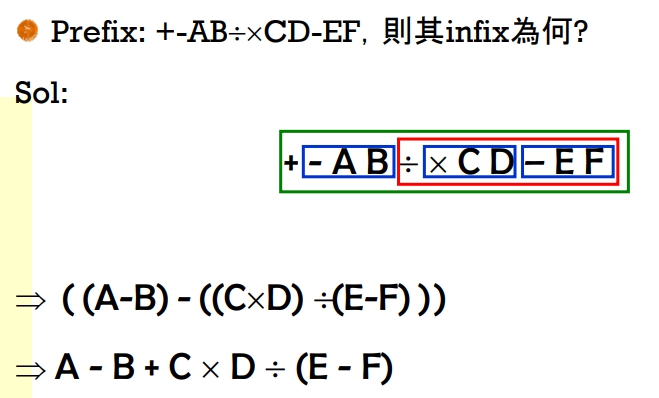 Prefix: +-AB÷×CD-EF, 則其infix為何?
Sol:
+ - A B ÷ × C D – E F
⇒ ( (A-B) - ((C×D) ÷(E-F) ) )
⇒ A - B + C × D ÷ (E - F)